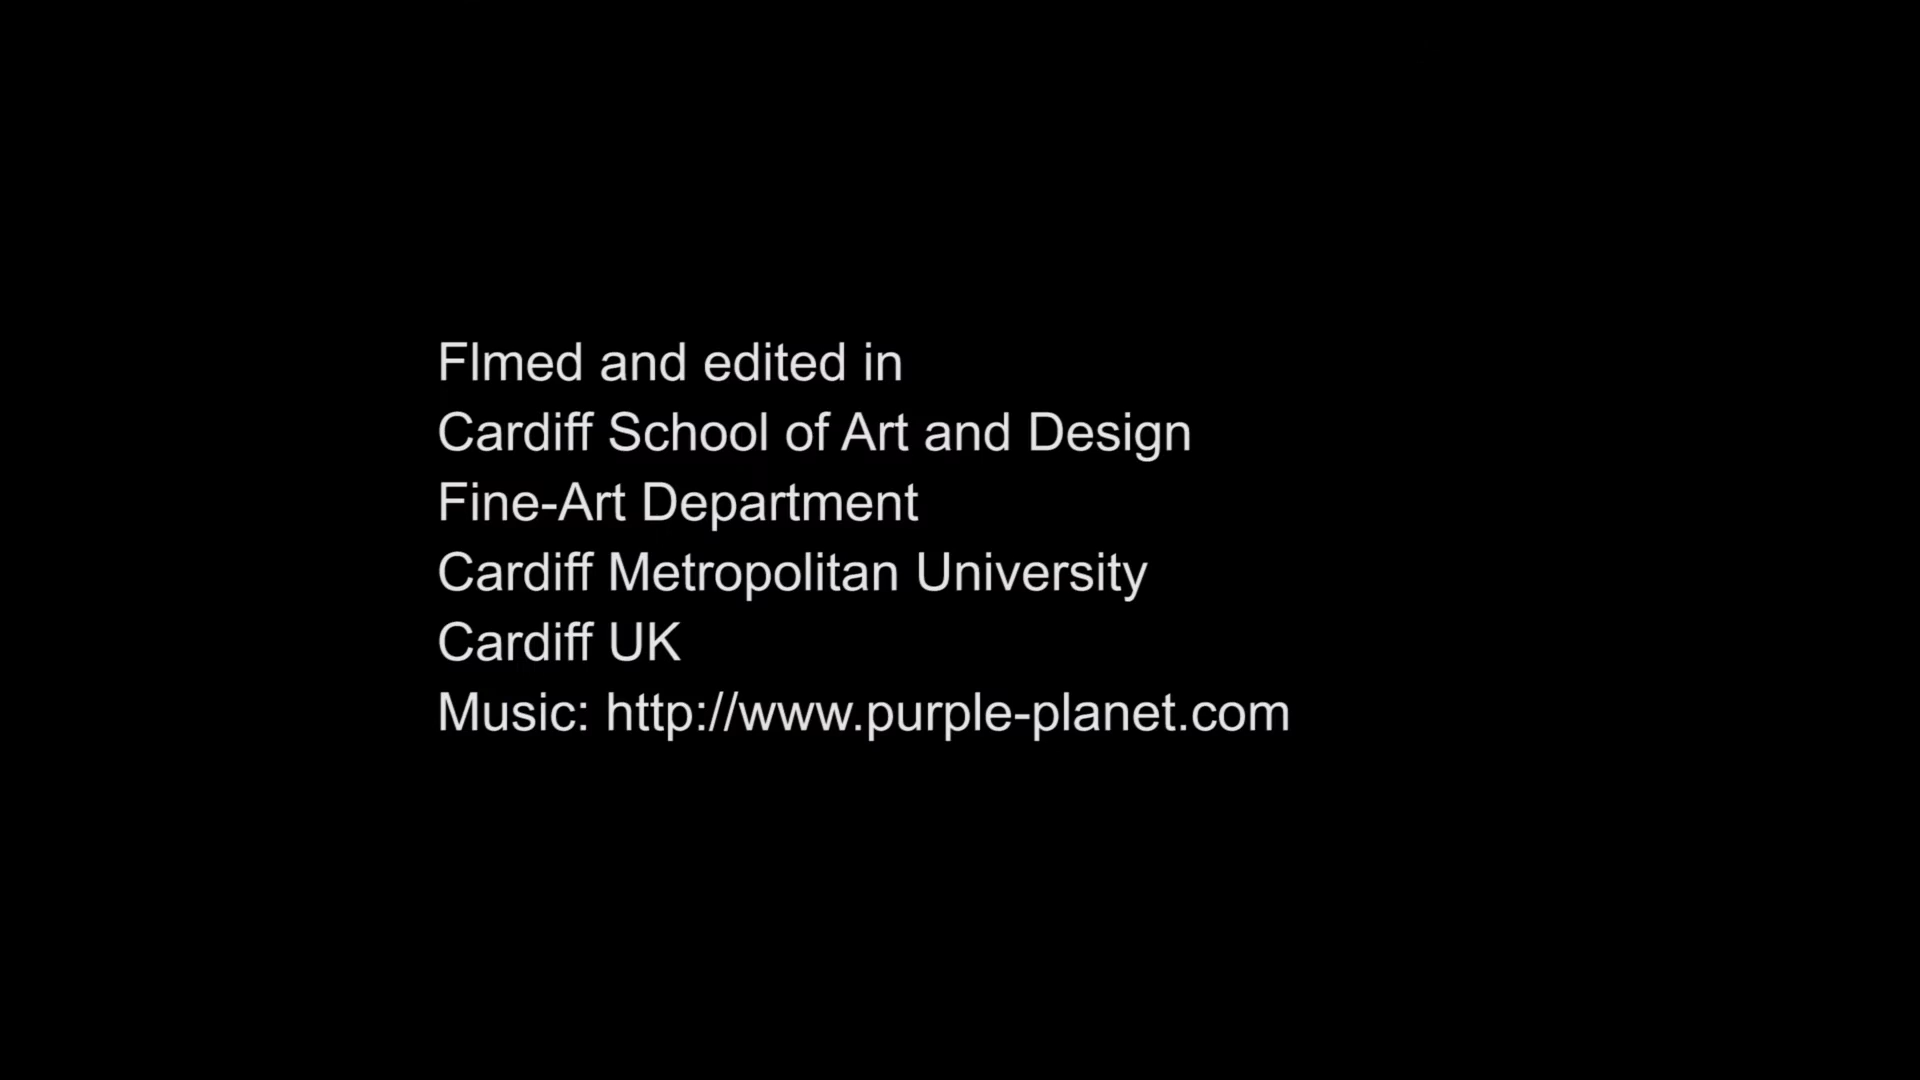 Flmed and edited in
Cardiff School of Art and Design
Fine-Art Department
Cardiff Metropolitan University
Cardiff UK
Music: http://www.purple-planet.com